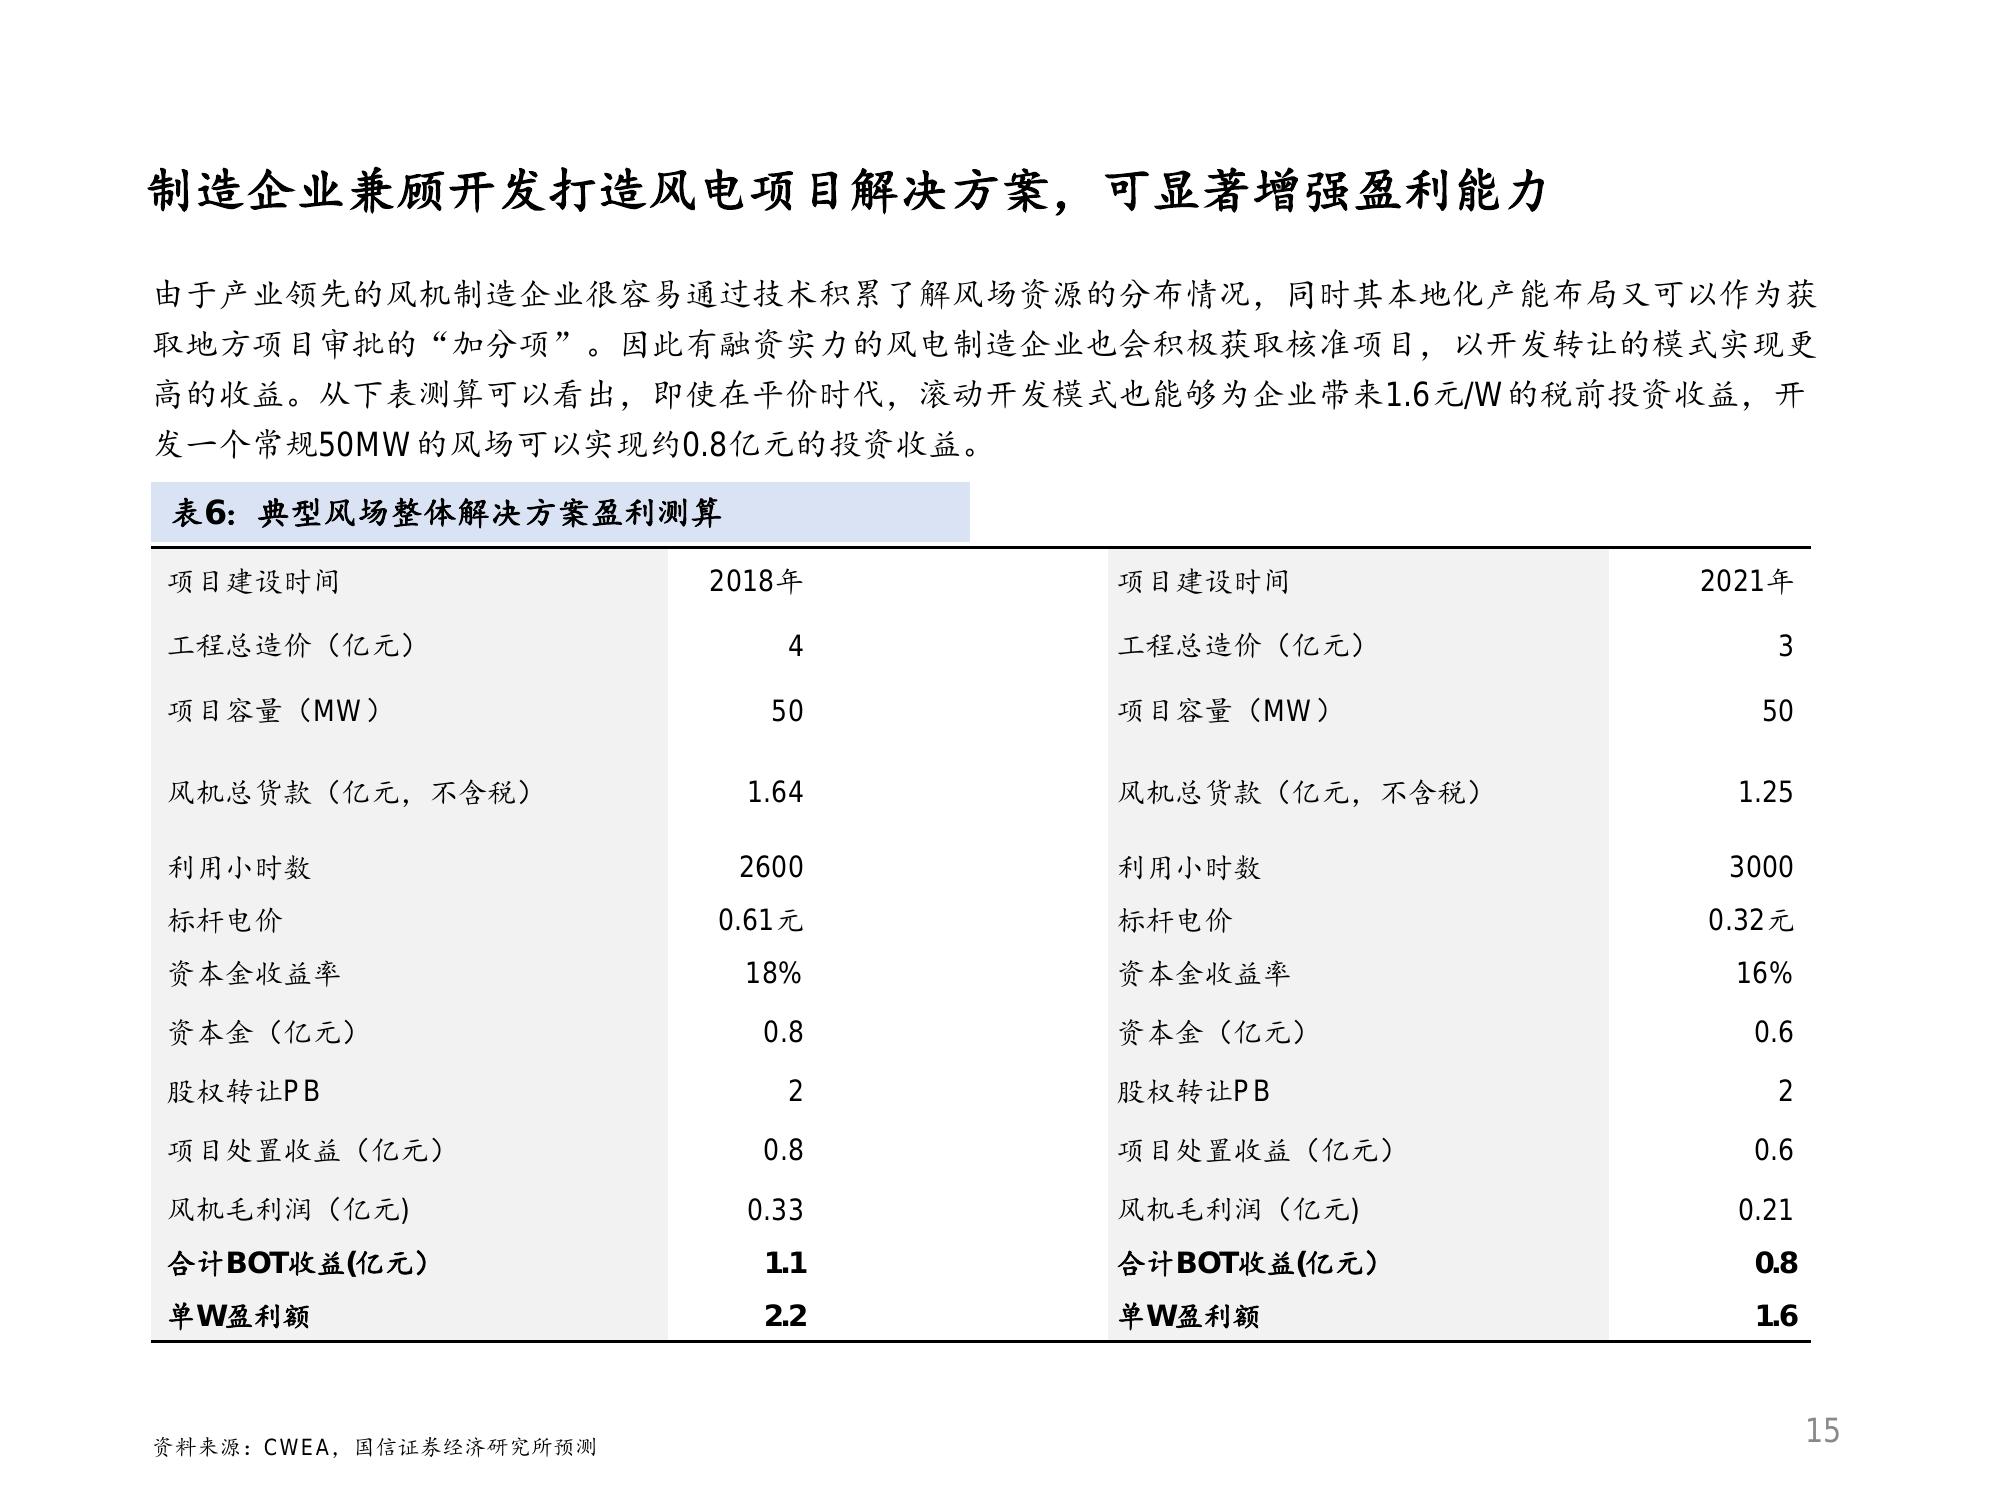 制造企业兼顾开发打造风电项目解决方案，可显著增强盈利能力
由于产业领先的风机制造企业很容易通过技术积累了解风场资源的分布情况，同时其本地化产能布局又可以作为获
取地方项目审批的“加分项”。因此有融资实力的风电制造企业也会积极获取核准项目，以开发转让的模式实现更
高的收益。从下表测算可以看出，即使在平价时代，滚动开发模式也能够为企业带来1.6元/W的税前投资收益，开
发一个常规50MW的风场可以实现约0.8亿元的投资收益。
表6：典型风场整体解决方案盈利测算
项目建设时间 2018年 项目建设时间 2021年
工程总造价（亿元） 4 工程总造价（亿元） 3
项目容量（MW） 50 项目容量（MW） 50
风机总货款（亿元，不含税） 1.64 风机总货款（亿元，不含税） 1.25
利用小时数 2600 利用小时数 3000
标杆电价 0.61元 标杆电价 0.32元
资本金收益率 18% 资本金收益率 16%
资本金（亿元） 0.8 资本金（亿元） 0.6
股权转让PB 2 股权转让PB 2
项目处置收益（亿元） 0.8 项目处置收益（亿元） 0.6
风机毛利润（亿元) 0.33 风机毛利润（亿元) 0.21
合计BOT收益(亿元） 1.1 合计BOT收益(亿元） 0.8
单W盈利额 2.2 单W盈利额 1.6
资料来源：CWEA，国信证券经济研究所预测
15